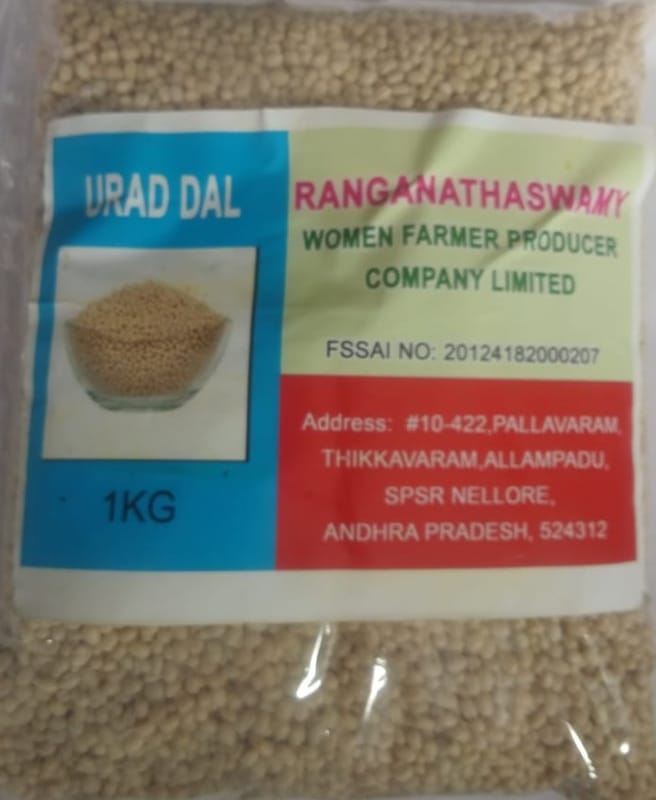 URAD DAL
1KG
RANGANATHASWAMY
WOMEN FARMER PRODUCER
COMPANY LIMITED
FSSAI NO: 20124182000207
Address: #10-422,PALLAVARAM,
THIKKAVARAM,ALLAMPADU,
SPSR NELLORE,
ANDHRA PRADESH, 524312